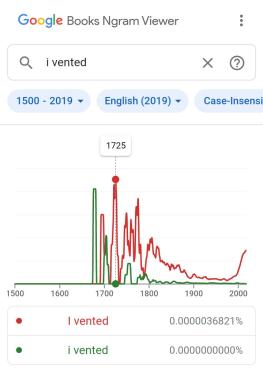 Google Books Ngram Viewer
i vented
1500 - 2019
English (2019)
Case-Insensi
1725
1500 1600 1700 1800 1900 2000
I vented 0.0000036821%
i vented 0.0000000000%